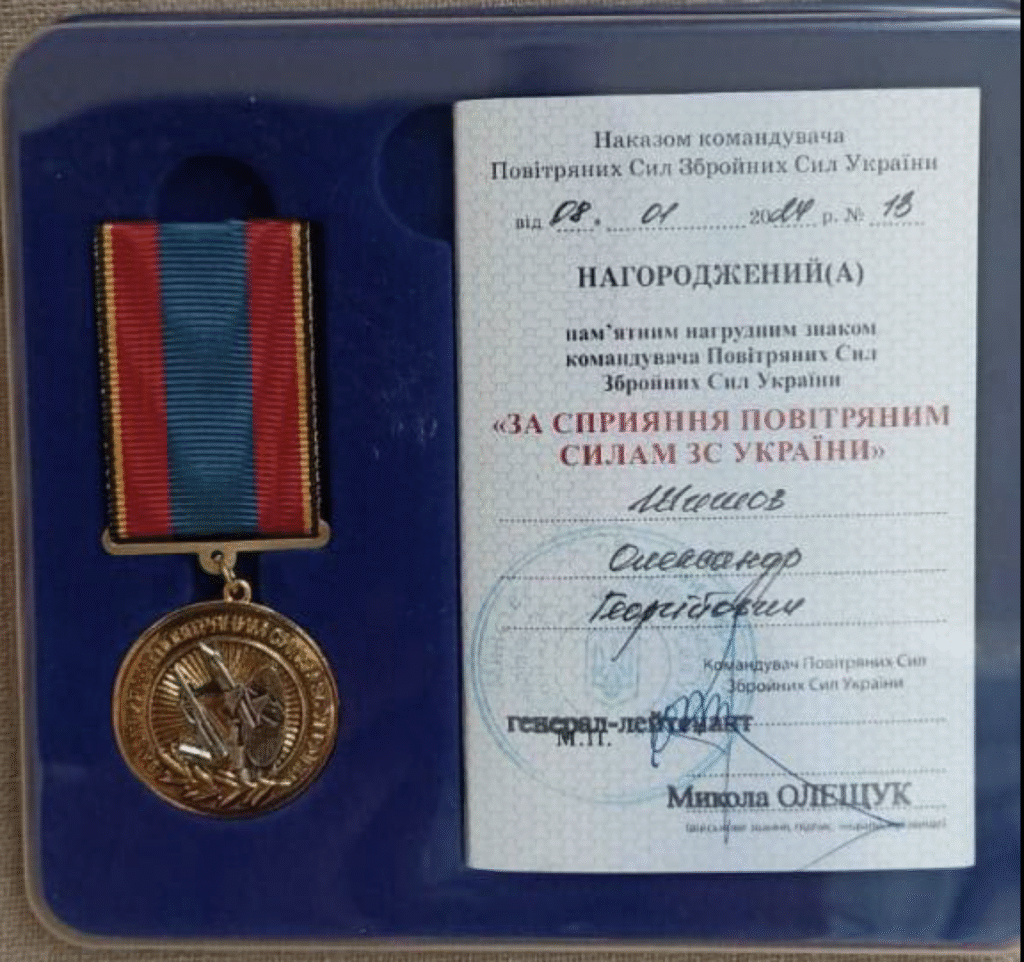 Наказом командувача
Повітряних Сил Збройних Сил України
від 08. 01 2024 р. № 13
НАГОРОДЖЕНИЙ(А)
пам’ятним нагрудним знаком
командувача Повітряних Сил
Збройних Сил України
«ЗА СПРИЯННЯ ПОВІТРЯНИМ
СИЛАМ ЗС УКРАЇНИ»
Олександр
Георгійович
Командувач Повітряних Сил
Збройних Сил України
генерал-лейтенант
М.П.
Микола ОЛЕЩУК